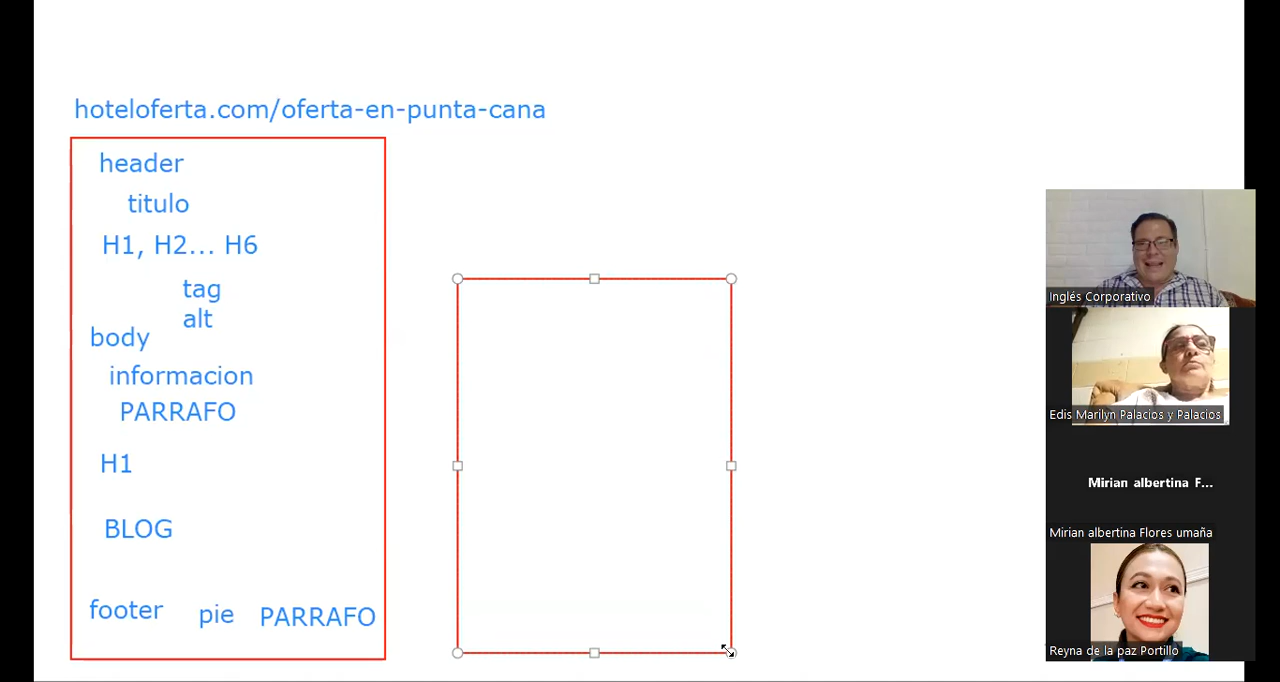 hoteloferta.com/oferta-en-punta-cana
header
titulo
H1, H2... H6
tag
alt
body
informacion
PARRAFO
H1
BLOG
footer pie PARRAFO
Inglés Corporativo
Edis Marilyn Palacios y Palacios
Mirian albertina F...
Mirian albertina Flores umaña
Reyna de la paz Portillo